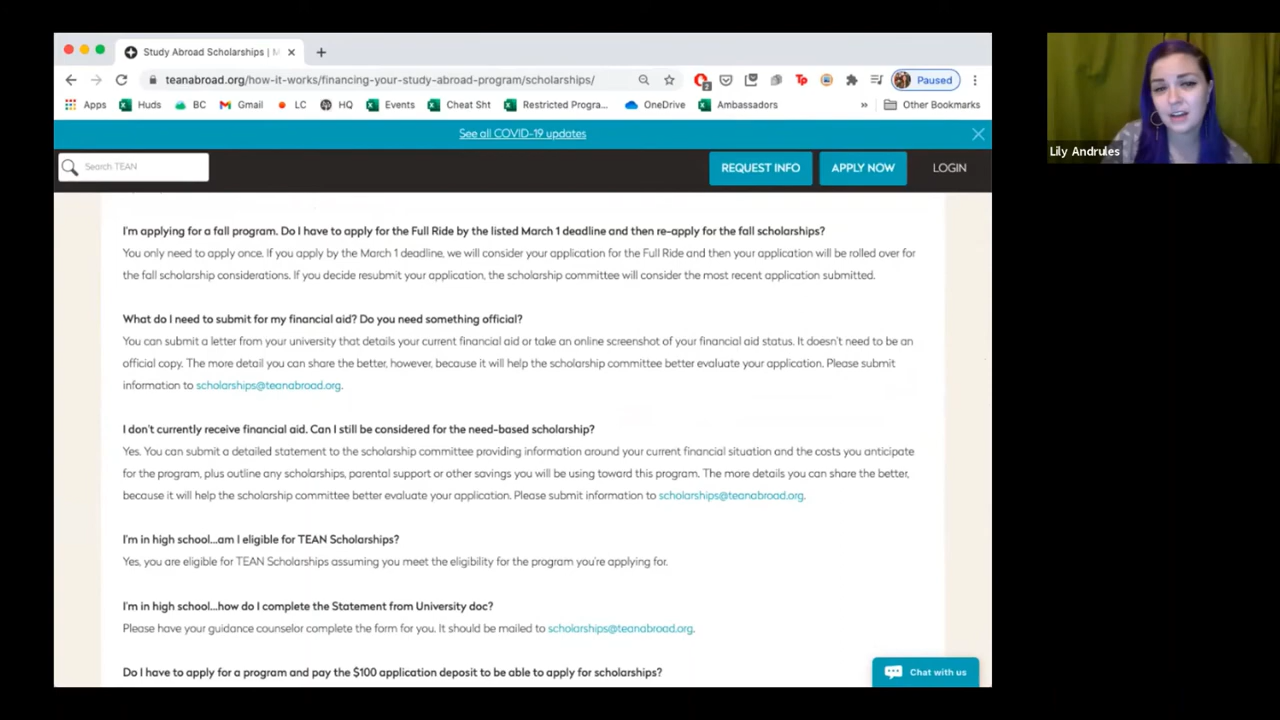 Study Abroad Scholarships |
teanabroad.org/how-it-works/financing-your-study-abroad-program/scholarships/
2
Tp
Paused
Apps
Huds
BC
Gmail
LC
HQ
Events
Cheat Sht
Restricted Progra...
OneDrive
Ambassadors
»
Other Bookmarks
See all COVID-19 updates
Search TEAN
REQUEST INFO
APPLY NOW
LOGIN
Lily Andrules
I'm applying for a fall program. Do I have to apply for the Full Ride by the listed March 1 deadline and then re-apply for the fall scholarships?
You only need to apply once. If you apply by the March 1 deadline, we will consider your application for the Full Ride and then your application will be rolled over for
the fall scholarship considerations. If you decide resubmit your application, the scholarship committee will consider the most recent application submitted.
What do I need to submit for my financial aid? Do you need something official?
You can submit a letter from your university that details your current financial aid or take an online screenshot of your financial aid status. It doesn't need to be an
official copy. The more detail you can share the better, however, because it will help the scholarship committee better evaluate your application. Please submit
information to scholarships@teanabroad.org.
I don't currently receive financial aid. Can I still be considered for the need-based scholarship?
Yes. You can submit a detailed statement to the scholarship committee providing information around your current financial situation and the costs you anticipate
for the program, plus outline any scholarships, parental support or other savings you will be using toward this program. The more details you can share the better,
because it will help the scholarship committee better evaluate your application. Please submit information to scholarships@teanabroad.org.
I'm in high school...am I eligible for TEAN Scholarships?
Yes, you are eligible for TEAN Scholarships assuming you meet the eligibility for the program you're applying for.
I'm in high school...how do I complete the Statement from University doc?
Please have your guidance counselor complete the form for you. It should be mailed to scholarships@teanabroad.org.
Do I have to apply for a program and pay the $100 application deposit to be able to apply for scholarships?
Chat with us